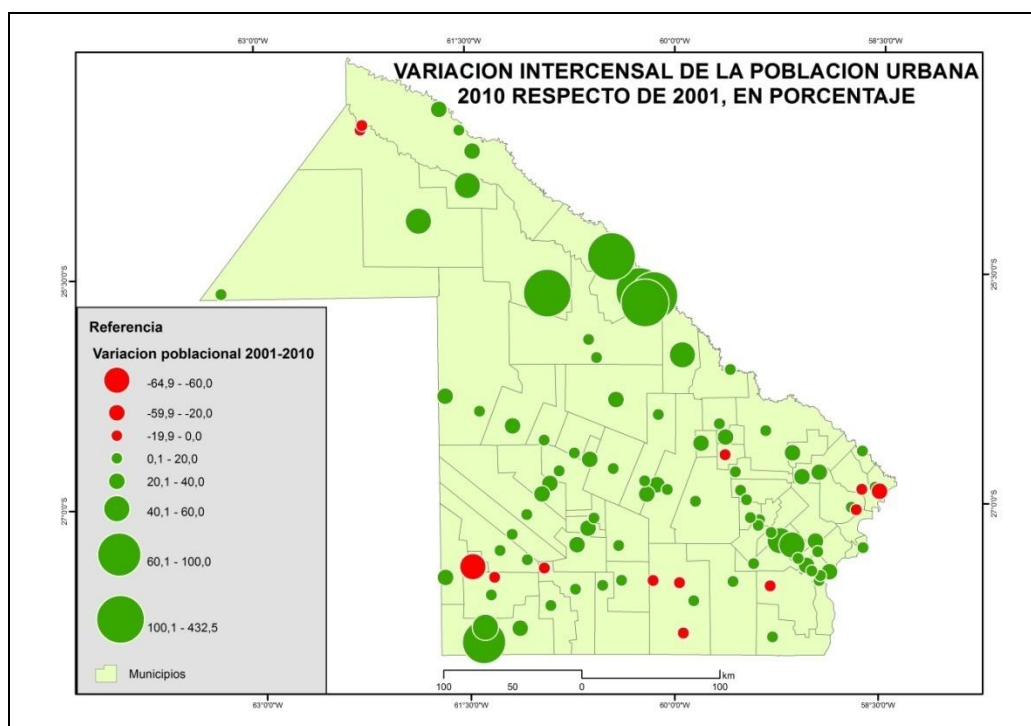 63°0'0"W 61°30'0"W 60°0'0"W 58°30'0"W
VARIACION INTERCENSAL DE LA POBLACION URBANA
2010 RESPECTO DE 2001, EN PORCENTAJE
25°30'0"S 25°30'0"S
Referencia
Variacion poblacional 2001-2010
-64,9 - -60,0
-59,9 - -20,0
-19,9 - 0,0
0,1 - 20,0
20,1 - 40,0
40,1 - 60,0
60,1 - 100,0
100,1 - 432,5
Municipios
27°0'0"S 27°0'0"S
km
100 50 0 100
63°0'0"W 61°30'0"W 60°0'0"W 58°30'0"W